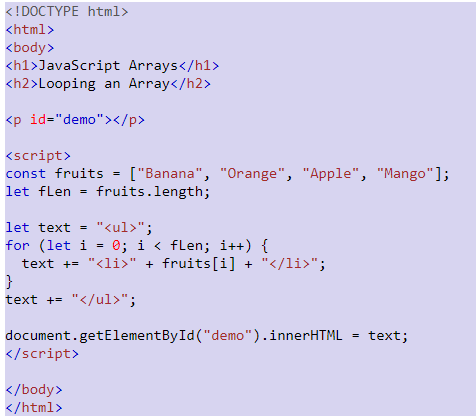 <!DOCTYPE html>
<html>
<body>
<h1>JavaScript Arrays</h1>
<h2>Looping an Array</h2>

<p id="demo"></p>

<script>
const fruits = ["Banana", "Orange", "Apple", "Mango"];
let fLen = fruits.length;

let text = "<ul>";
for (let i = 0; i < fLen; i++) {
  text += "<li>" + fruits[i] + "</li>";
}
text += "</ul>";

document.getElementById("demo").innerHTML = text;
</script>

</body>
</html>